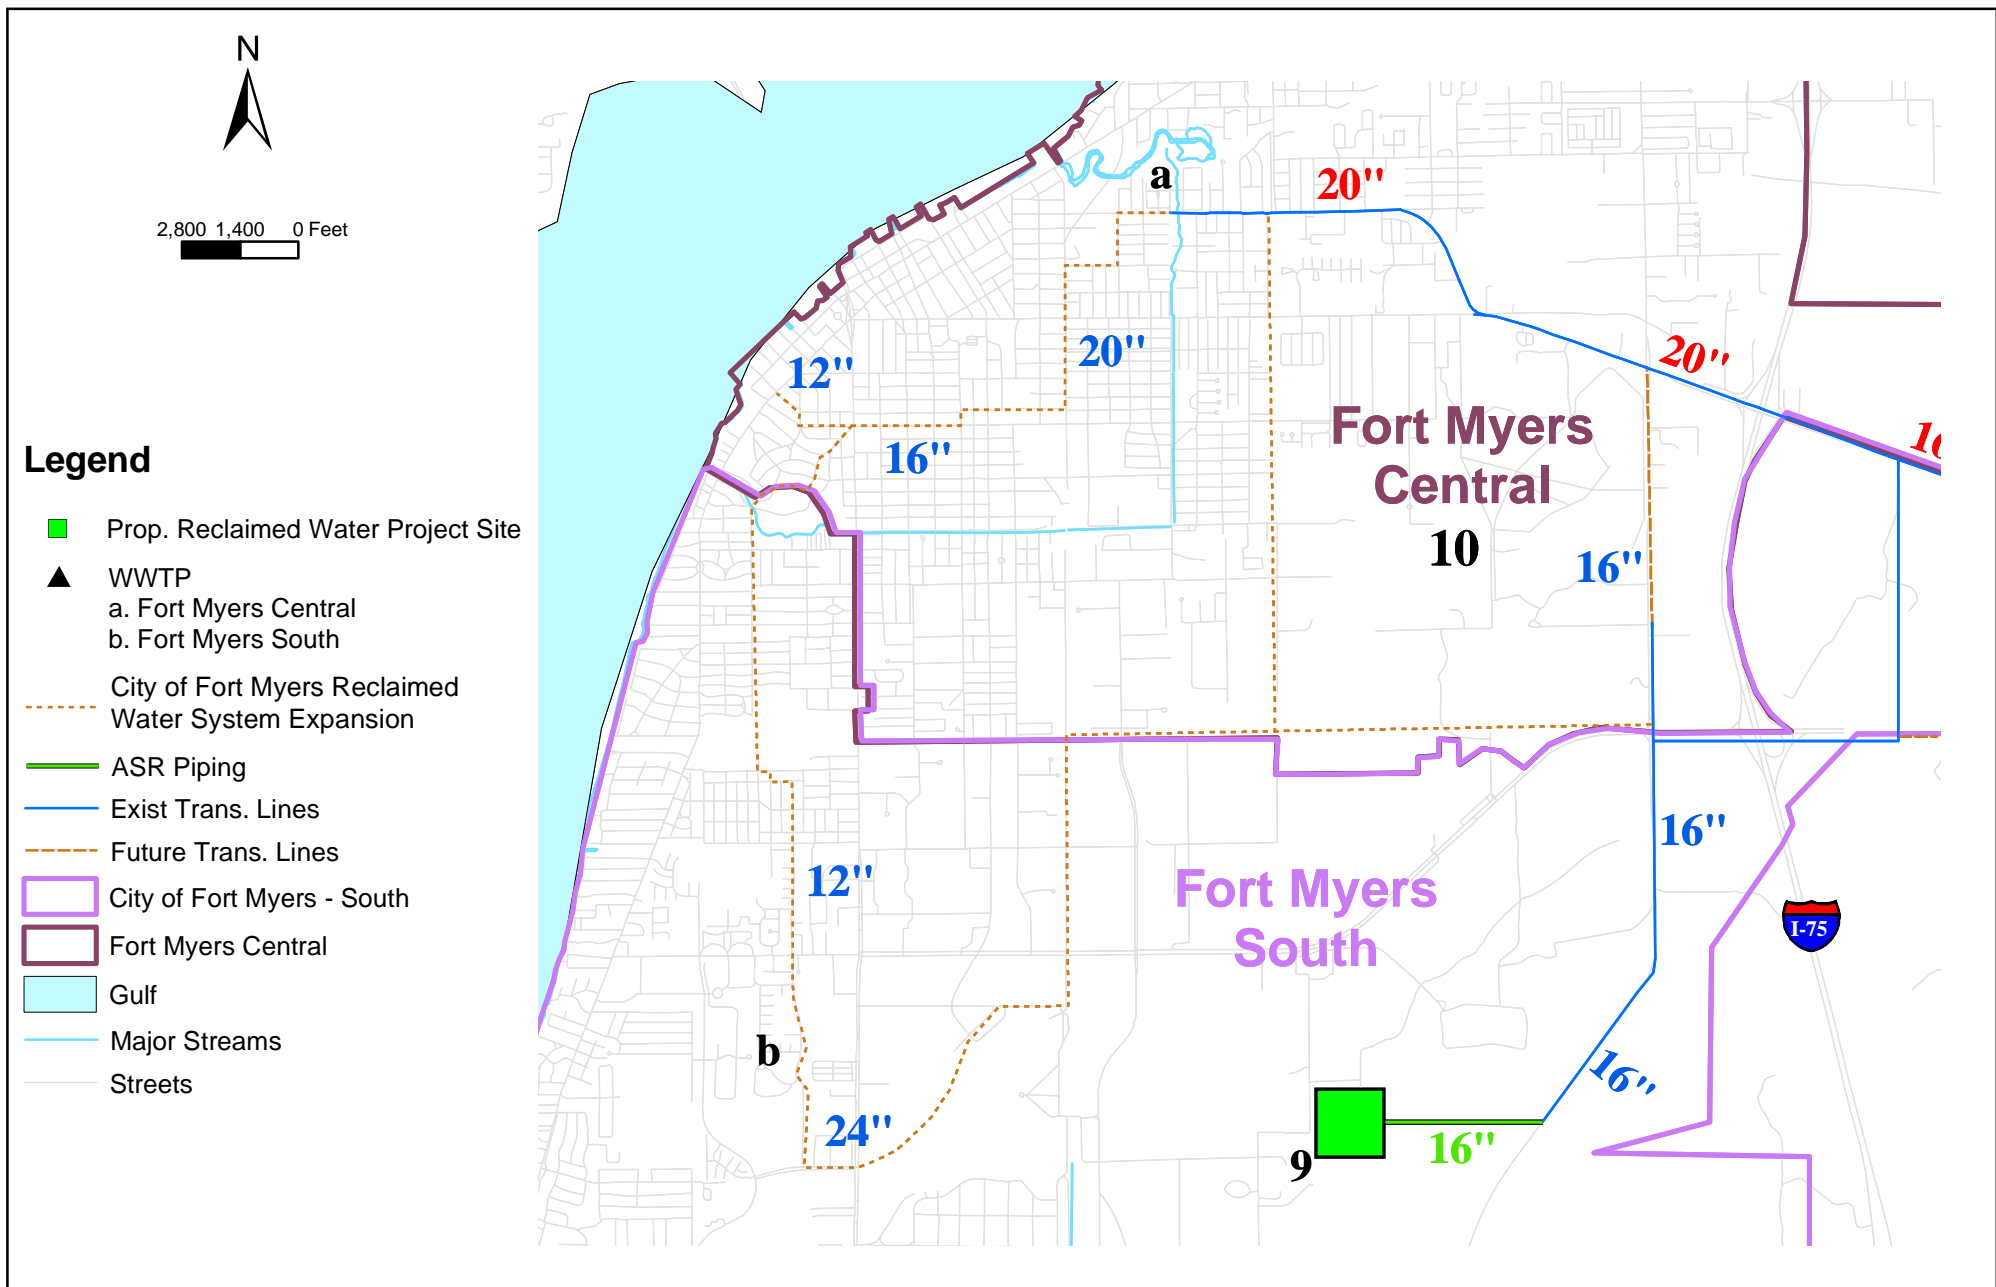 N
2,800 1,400 0 Feet
Legend
Prop. Reclaimed Water Project Site
WWTP
a. Fort Myers Central
b. Fort Myers South
City of Fort Myers Reclaimed
Water System Expansion
ASR Piping
Exist Trans. Lines
Future Trans. Lines
City of Fort Myers - South
Fort Myers Central
Gulf
Major Streams
Streets
a
20"
20"
12"
20"
16"
Fort Myers
Central
10
16"
16"
12"
Fort Myers
South
I-75
b
24"
16"
9
16"